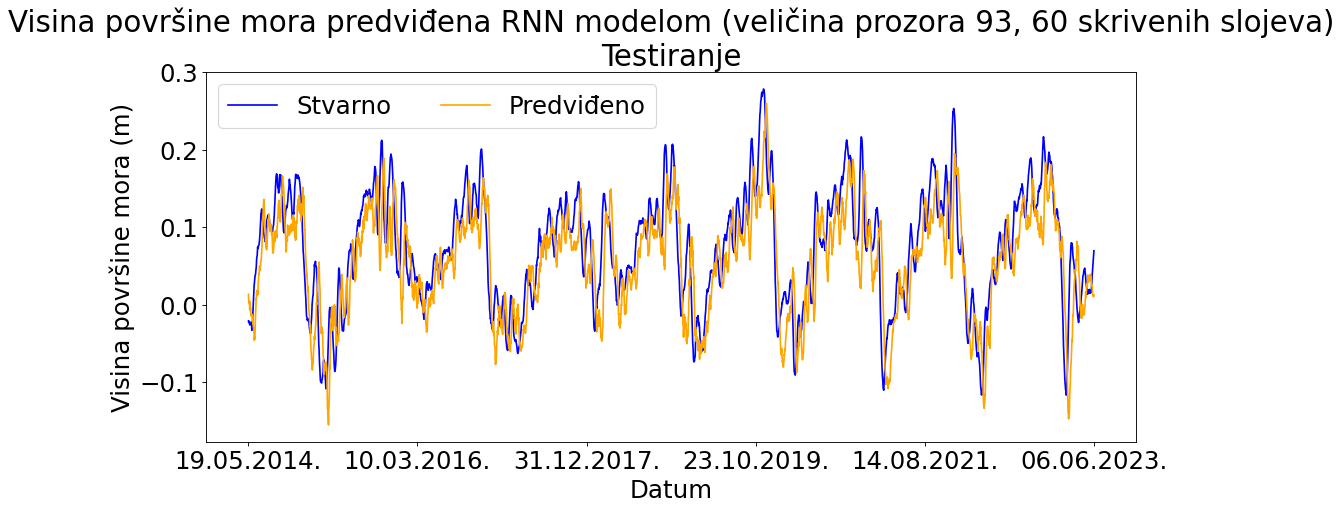 Visina površine mora predviđena RNN modelom (veličina prozora 93, 60 skrivenih slojeva)
Testiranje
Stvarno Predviđeno
Visina površine mora (m)
0.3
0.2
0.1
0.0
−0.1
19.05.2014. 10.03.2016. 31.12.2017. 23.10.2019. 14.08.2021. 06.06.2023.
Datum